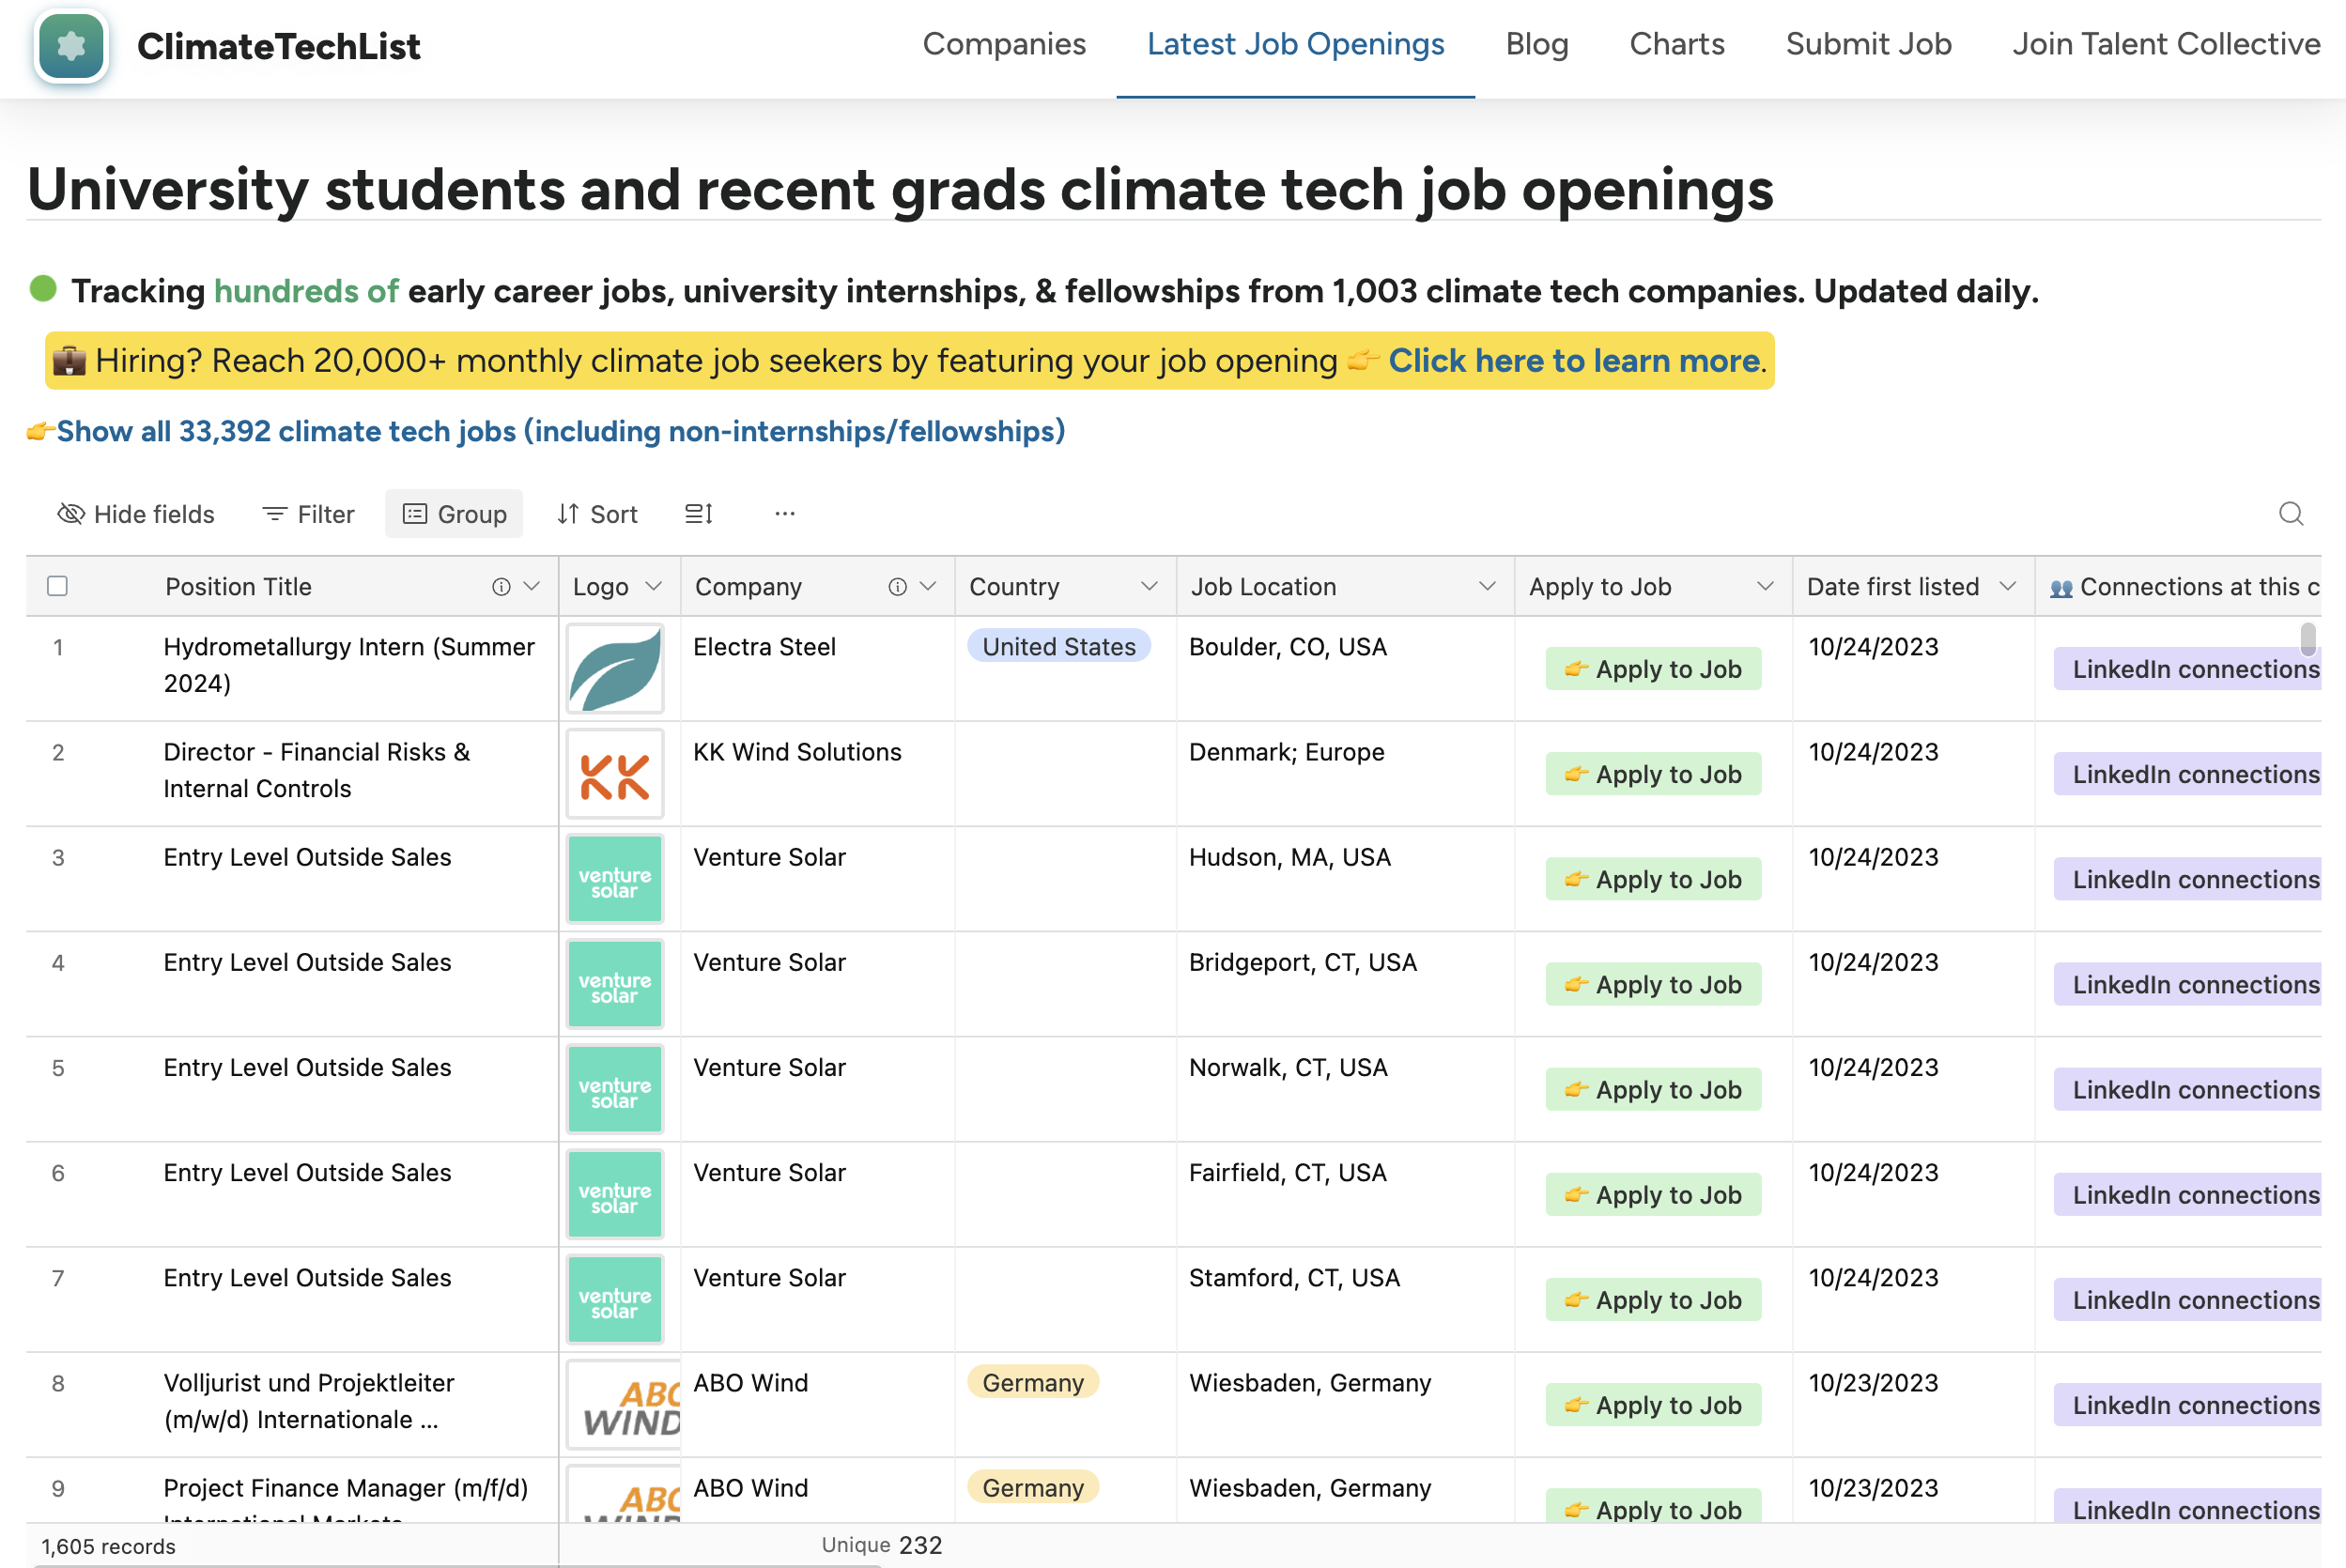 ClimateTechList
Companies
Latest Job Openings
Blog
Charts
Submit Job
Join Talent Collective
University students and recent grads climate tech job openings
Tracking hundreds of early career jobs, university internships, & fellowships from 1,003 climate tech companies. Updated daily.
💼 Hiring? Reach 20,000+ monthly climate job seekers by featuring your job opening 👉 Click here to learn more.
👉Show all 33,392 climate tech jobs (including non-internships/fellowships)
Hide fields
Filter
Group
Sort
...
Position Title
Logo
Company
Country
Job Location
Apply to Job
Date first listed
👥 Connections at this c
1
Hydrometallurgy Intern (Summer
2024)
Electra Steel
United States
Boulder, CO, USA
👉 Apply to Job
10/24/2023
LinkedIn connections
2
Director - Financial Risks &
Internal Controls
KK
KK Wind Solutions
Denmark; Europe
👉 Apply to Job
10/24/2023
LinkedIn connections
3
Entry Level Outside Sales
venture
solar
Venture Solar
Hudson, MA, USA
👉 Apply to Job
10/24/2023
LinkedIn connections
4
Entry Level Outside Sales
venture
solar
Venture Solar
Bridgeport, CT, USA
👉 Apply to Job
10/24/2023
LinkedIn connections
5
Entry Level Outside Sales
venture
solar
Venture Solar
Norwalk, CT, USA
👉 Apply to Job
10/24/2023
LinkedIn connections
6
Entry Level Outside Sales
venture
solar
Venture Solar
Fairfield, CT, USA
👉 Apply to Job
10/24/2023
LinkedIn connections
7
Entry Level Outside Sales
venture
solar
Venture Solar
Stamford, CT, USA
👉 Apply to Job
10/24/2023
LinkedIn connections
8
Volljurist und Projektleiter
(m/w/d) Internationale ...
ABO
WIND
ABO Wind
Germany
Wiesbaden, Germany
👉 Apply to Job
10/23/2023
LinkedIn connections
9
Project Finance Manager (m/f/d)
International Markets
ABO
WIND
ABO Wind
Germany
Wiesbaden, Germany
👉 Apply to Job
10/23/2023
LinkedIn connections
1,605 records
Unique 232